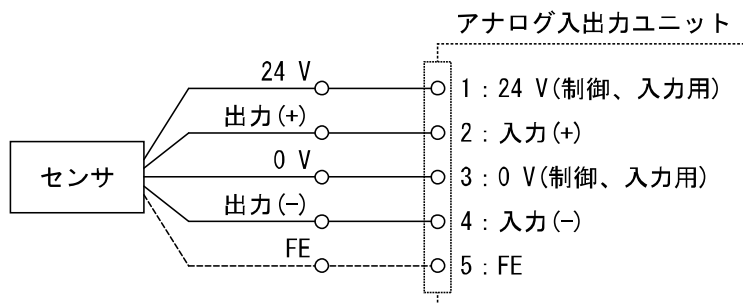 アナログ入出力ユニット
24 V
1：24 V(制御、入力用)
出力(+)
2：入力(+)
0 V
3：0 V(制御、入力用)
センサ
出力(−)
4：入力(−)
FE
5：FE